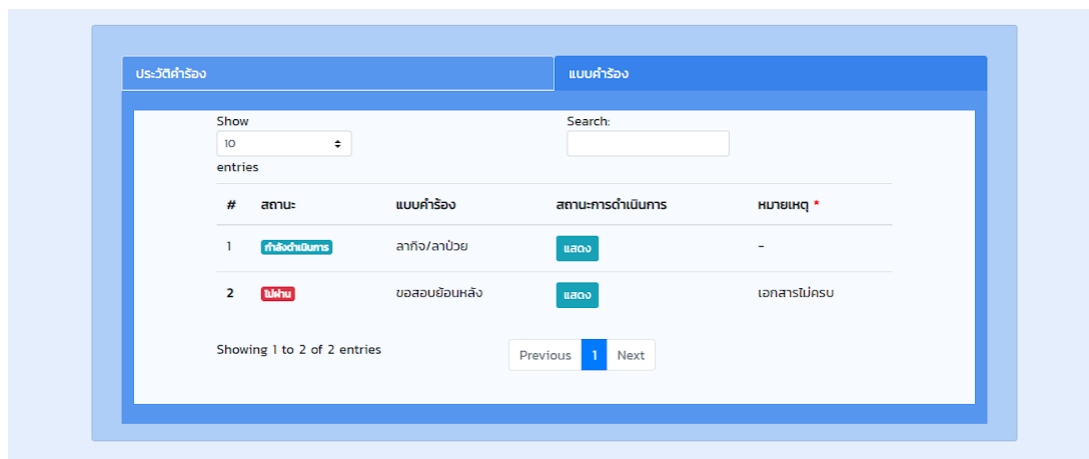 ประวัติคำร้อง แบบคำร้อง
Show Search:
10
entries
# สถานะ แบบคำร้อง สถานะการดำเนินการ หมายเหตุ *
1 กำลังดำเนินการ ลากิจ/ลาป่วย แสดง -
2 ไม่ผ่าน ขอสอบย้อนหลัง แสดง เอกสารไม่ครบ
Showing 1 to 2 of 2 entries Previous 1 Next